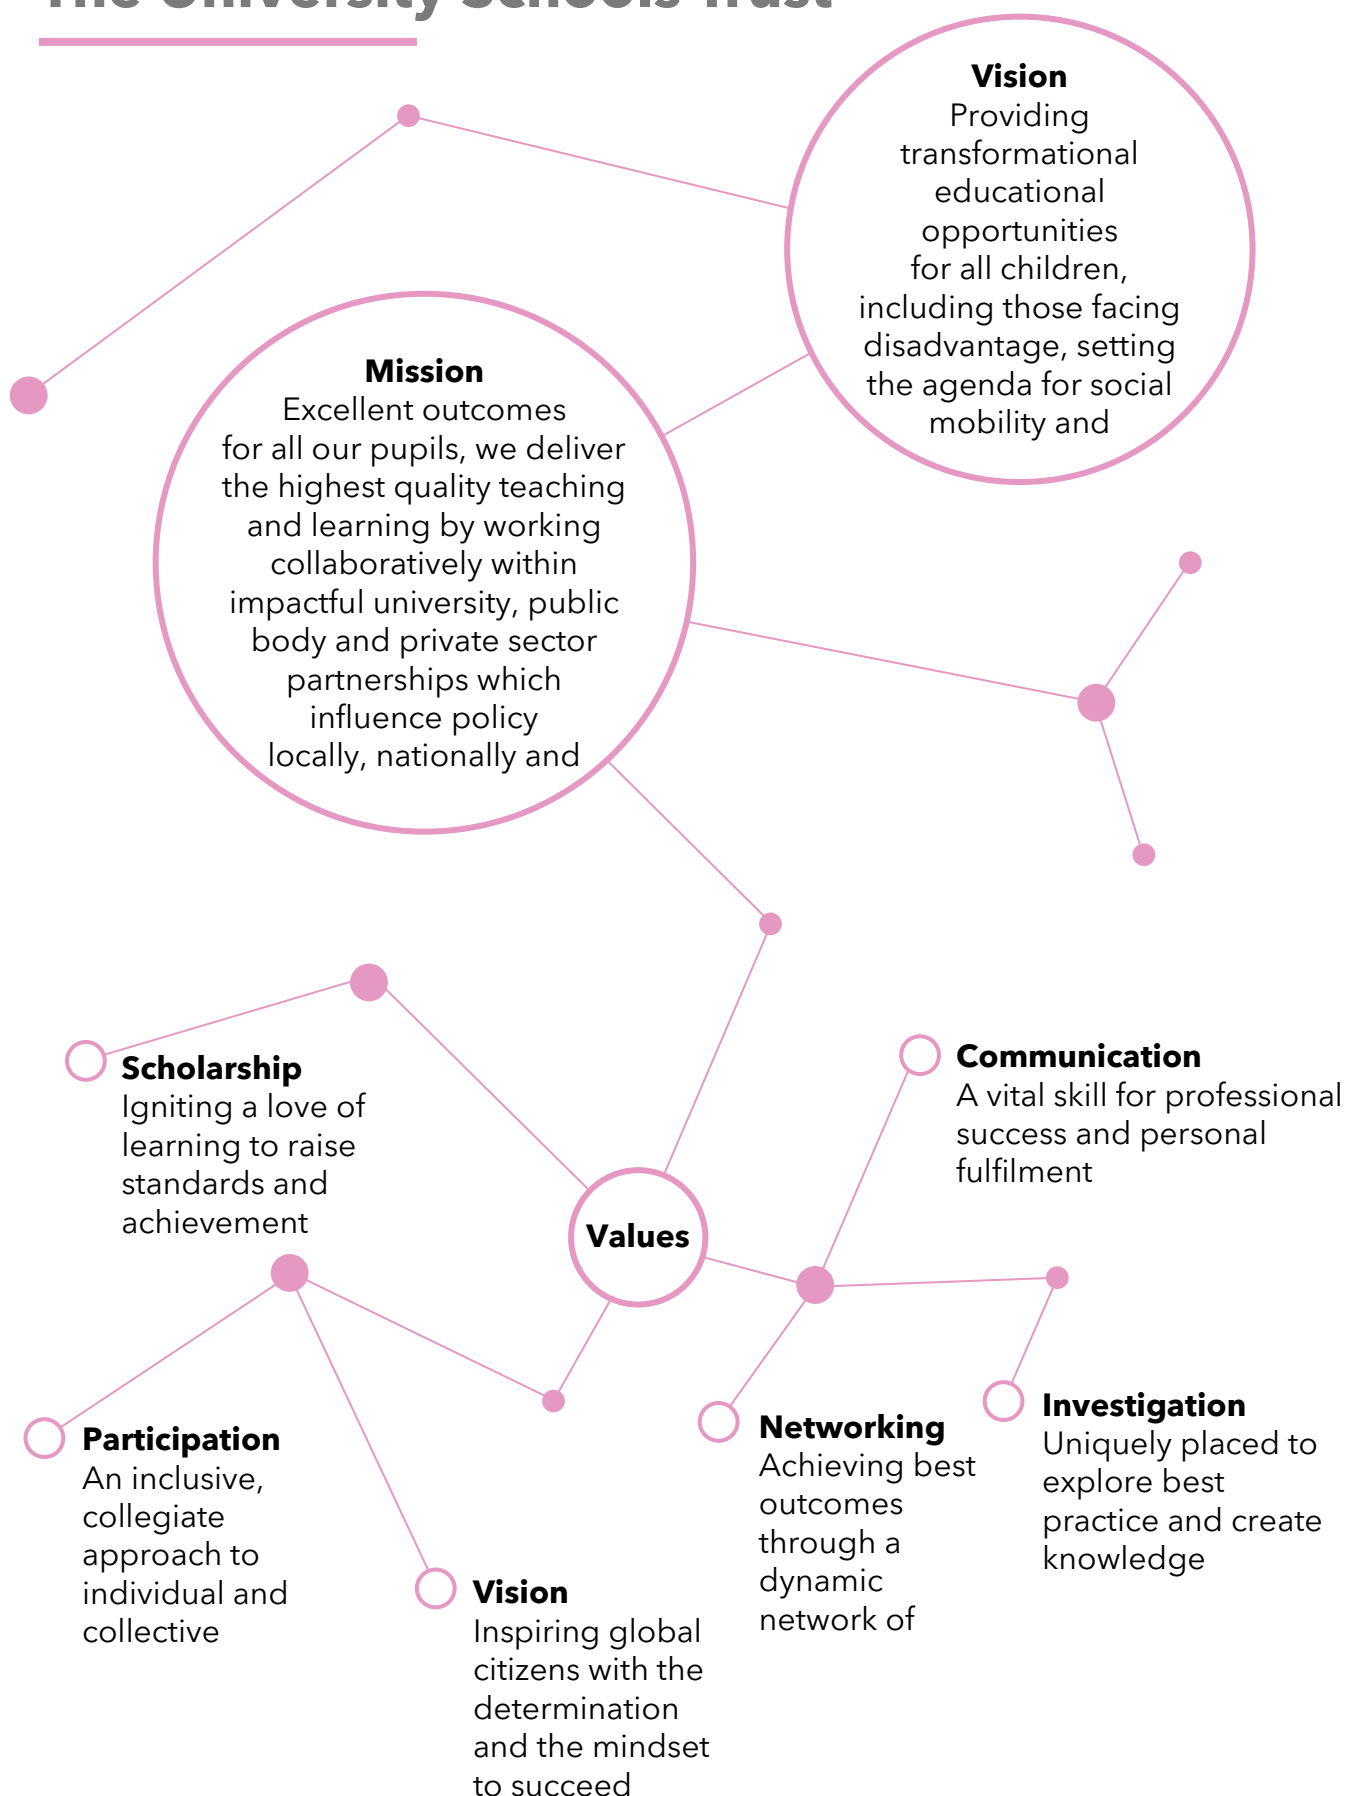 The University Schools Trust
Vision
Providing
transformational
educational
opportunities
for all children,
including those facing
disadvantage, setting
the agenda for social
mobility and
Mission
Excellent outcomes
for all our pupils, we deliver
the highest quality teaching
and learning by working
collaboratively within
impactful university, public
body and private sector
partnerships which
influence policy
locally, nationally and
Scholarship
Igniting a love of
learning to raise
standards and
achievement
Communication
A vital skill for professional
success and personal
fulfilment
Values
Participation
An inclusive,
collegiate
approach to
individual and
collective
Vision
Inspiring global
citizens with the
determination
and the mindset
to succeed
Networking
Achieving best
outcomes
through a
dynamic
network of
Investigation
Uniquely placed to
explore best
practice and create
knowledge